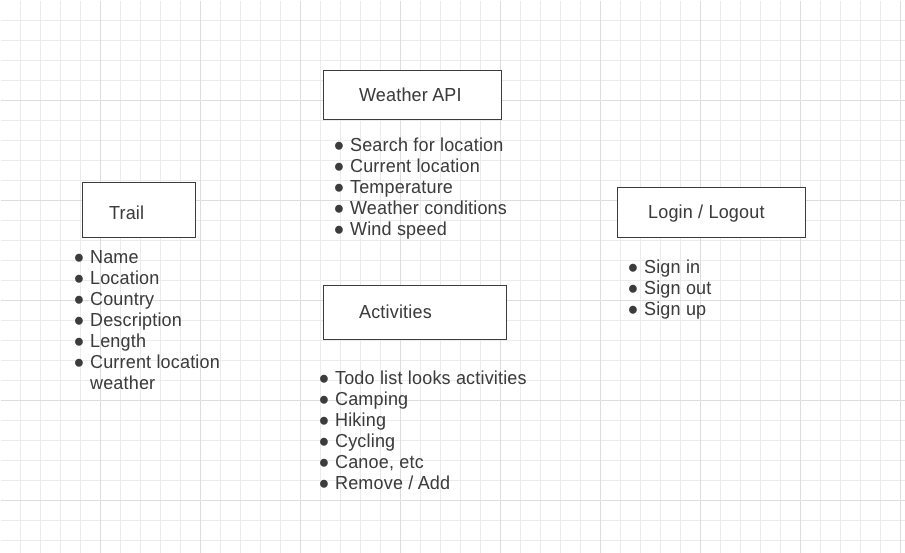 Weather API
● Search for location
● Current location
● Temperature
● Weather conditions
● Wind speed
Trail
● Name
● Location
● Country
● Description
● Length
● Current location
weather
Login / Logout
● Sign in
● Sign out
● Sign up
Activities
● Todo list looks activities
● Camping
● Hiking
● Cycling
● Canoe, etc
● Remove / Add